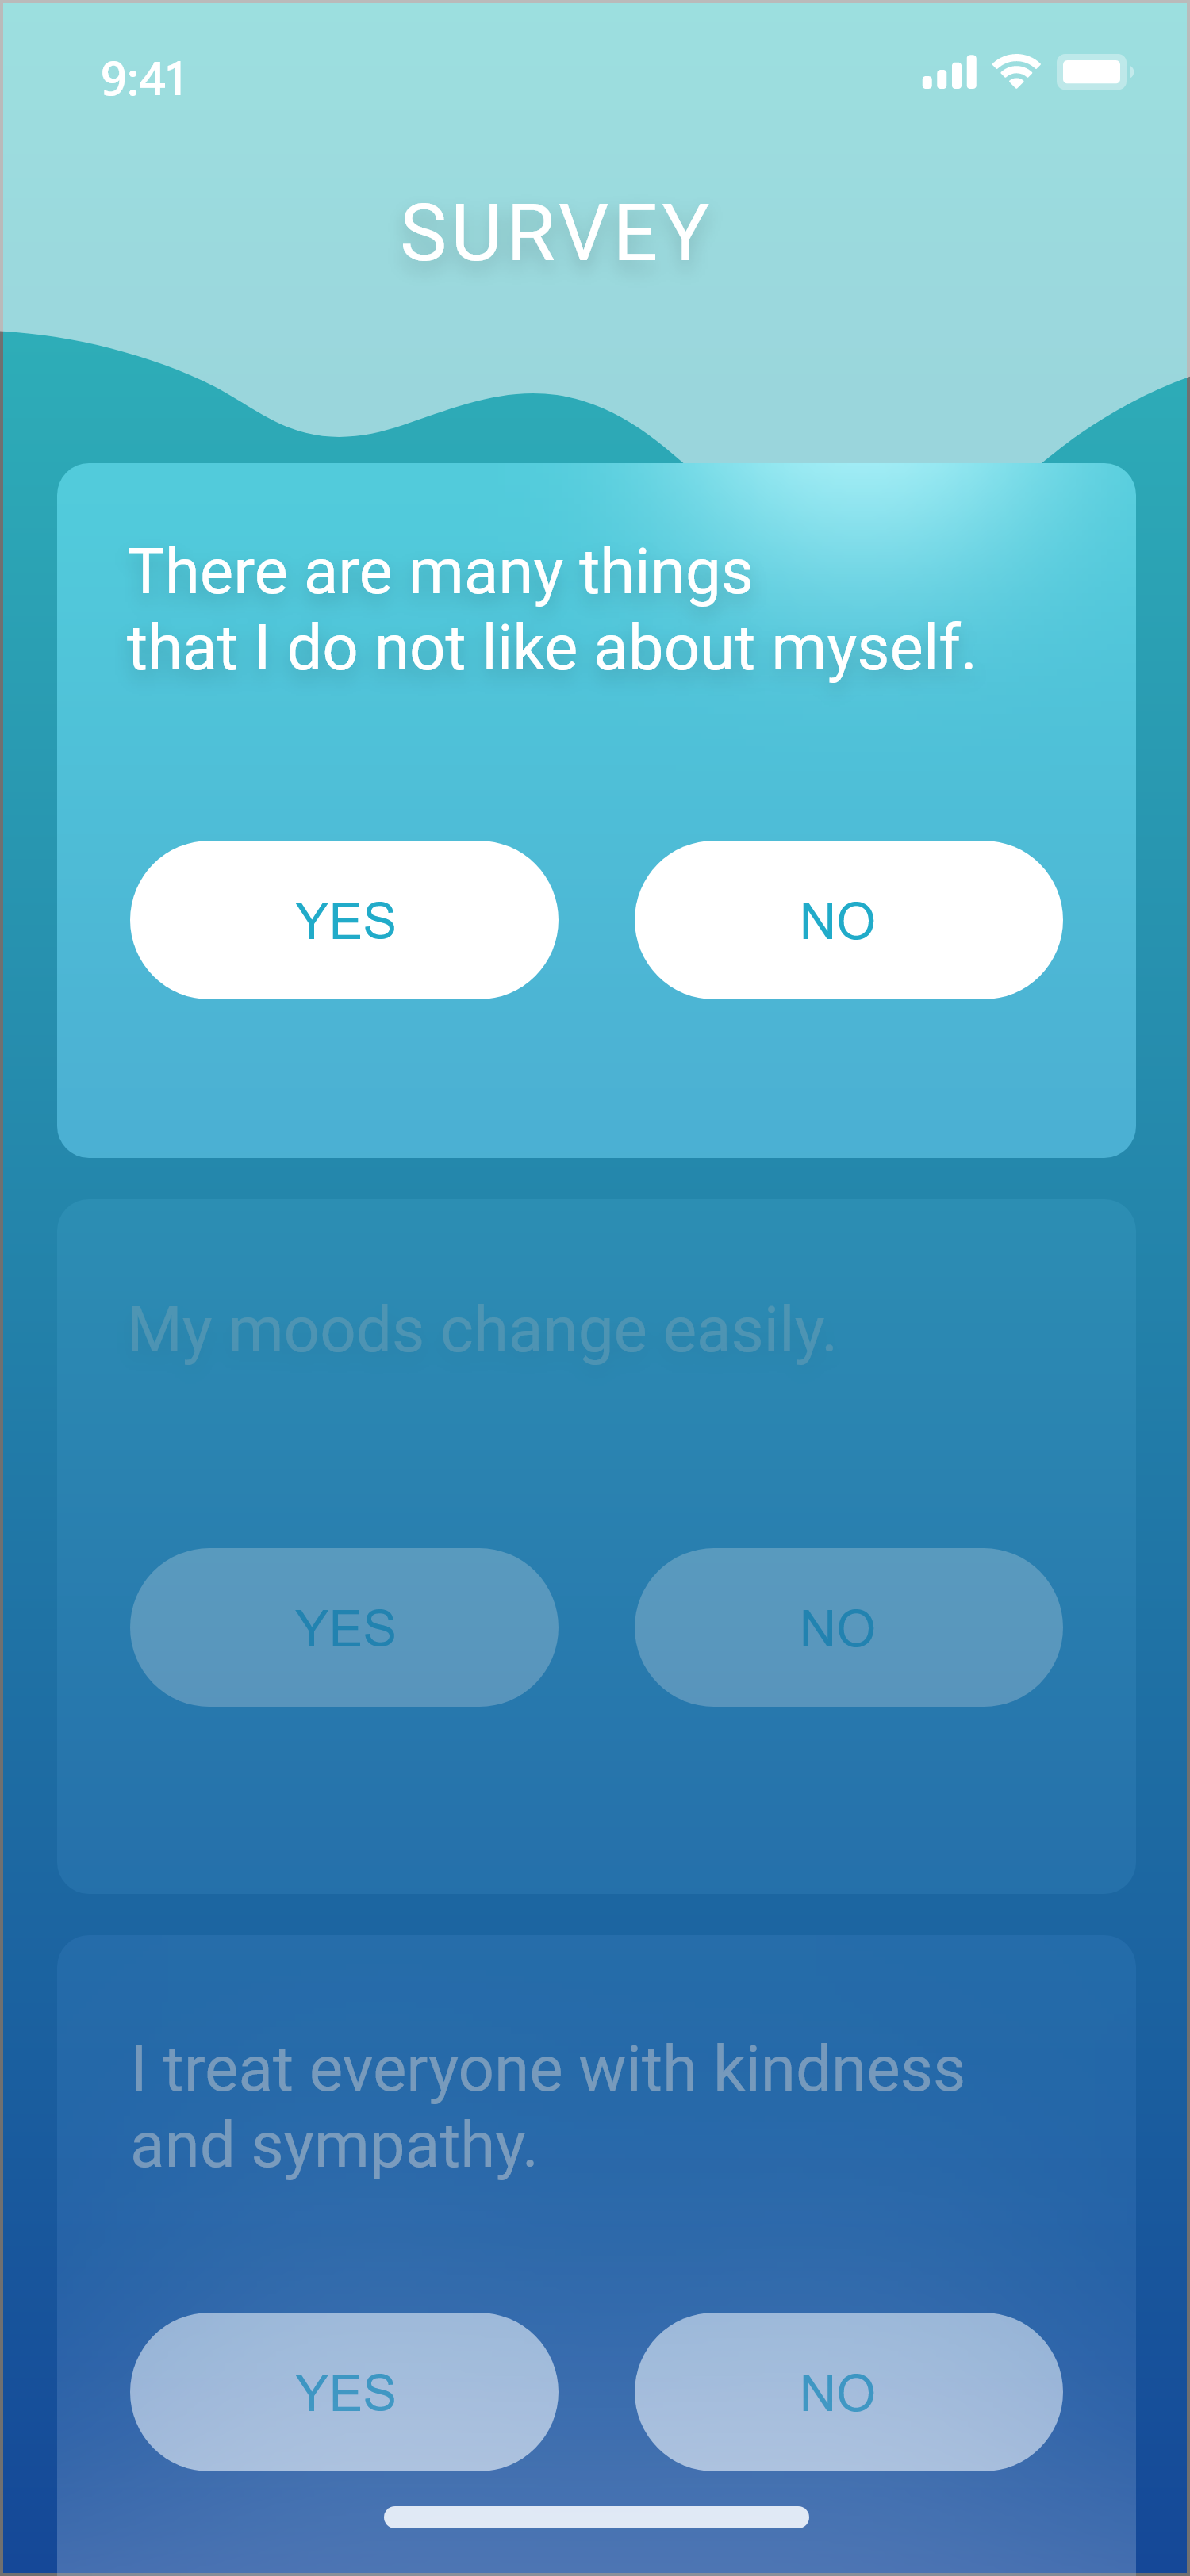 9:41
SURVEY
There are many things
that I do not like about myself.
YES NO
My moods change easily.
YES NO
I treat everyone with kindness
and sympathy.
YES NO